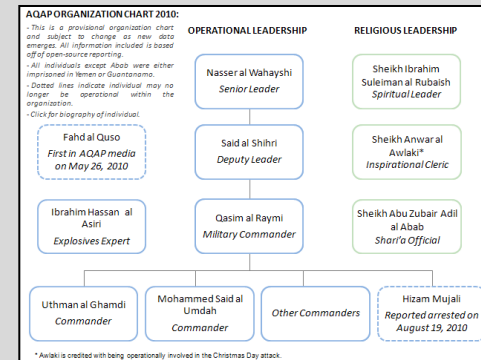 AQAP ORGANIZATION CHART 2010:
- This is a provisional organization chart
and subject to change as new data
emerges. All information included is based
off of open-source reporting.
- All individuals except Abab were either
imprisoned in Yemen or Guantanamo.
- Dotted lines indicate individual may no
longer be operational within the
organization.
- Click for biography of individual.
OPERATIONAL LEADERSHIP
RELIGIOUS LEADERSHIP
Nasser al Wahayshi
Senior Leader
Sheikh Ibrahim
Suleiman al Rubaish
Spiritual Leader
Fahd al Quso
First in AQAP media
on May 26, 2010
Said al Shihri
Deputy Leader
Sheikh Anwar al
Awlaki*
Inspirational Cleric
Ibrahim Hassan al
Asiri
Explosives Expert
Qasim al Raymi
Military Commander
Sheikh Abu Zubair Adil
al Abab
Shari'a Official
Uthman al Ghamdi
Commander
Mohammed Said al
Umdah
Commander
Other Commanders
Hizam Mujali
Reported arrested on
August 19, 2010
* Awlaki is credited with being operationally involved in the Christmas Day attack.